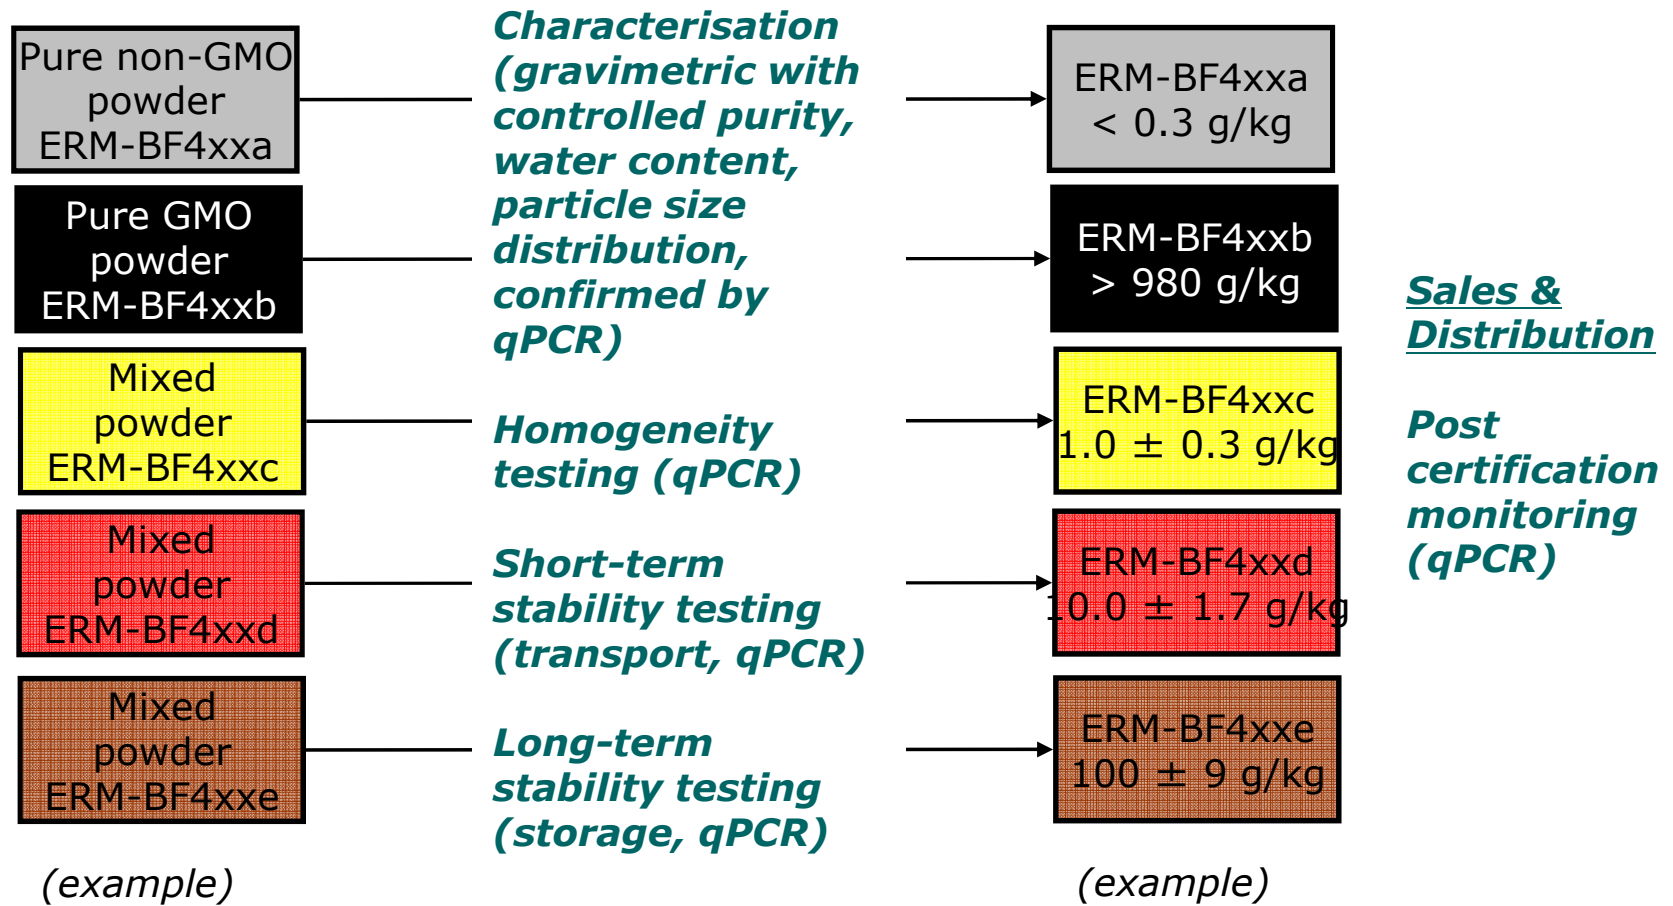 Pure non-GMO
powder
ERM-BF4xxa
Pure GMO
powder
ERM-BF4xxb
Mixed
powder
ERM-BF4xxc
Mixed
powder
ERM-BF4xxd
Mixed
powder
ERM-BF4xxe
(example)
Characterisation
(gravimetric with
controlled purity,
water content,
particle size
distribution,
confirmed by
qPCR)
Homogeneity
testing (qPCR)
Short-term
stability testing
(transport, qPCR)
Long-term
stability testing
(storage, qPCR)
ERM-BF4xxa
< 0.3 g/kg
ERM-BF4xxb
> 980 g/kg
ERM-BF4xxc
1.0 ± 0.3 g/kg
ERM-BF4xxd
10.0 ± 1.7 g/kg
ERM-BF4xxe
100 ± 9 g/kg
(example)
Sales &
Distribution
Post
certification
monitoring
(qPCR)